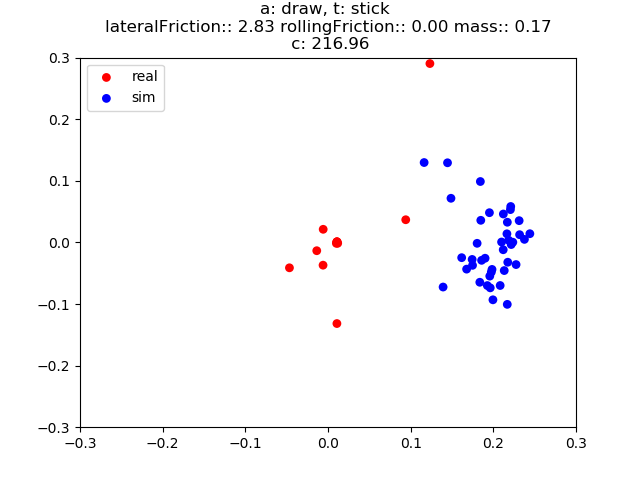 a: draw, t: stick
lateralFriction:: 2.83 rollingFriction:: 0.00 mass:: 0.17
c: 216.96
real
sim
0.3
0.2
0.1
0.0
−0.1
−0.2
−0.3
−0.3 −0.2 −0.1 0.0 0.1 0.2 0.3